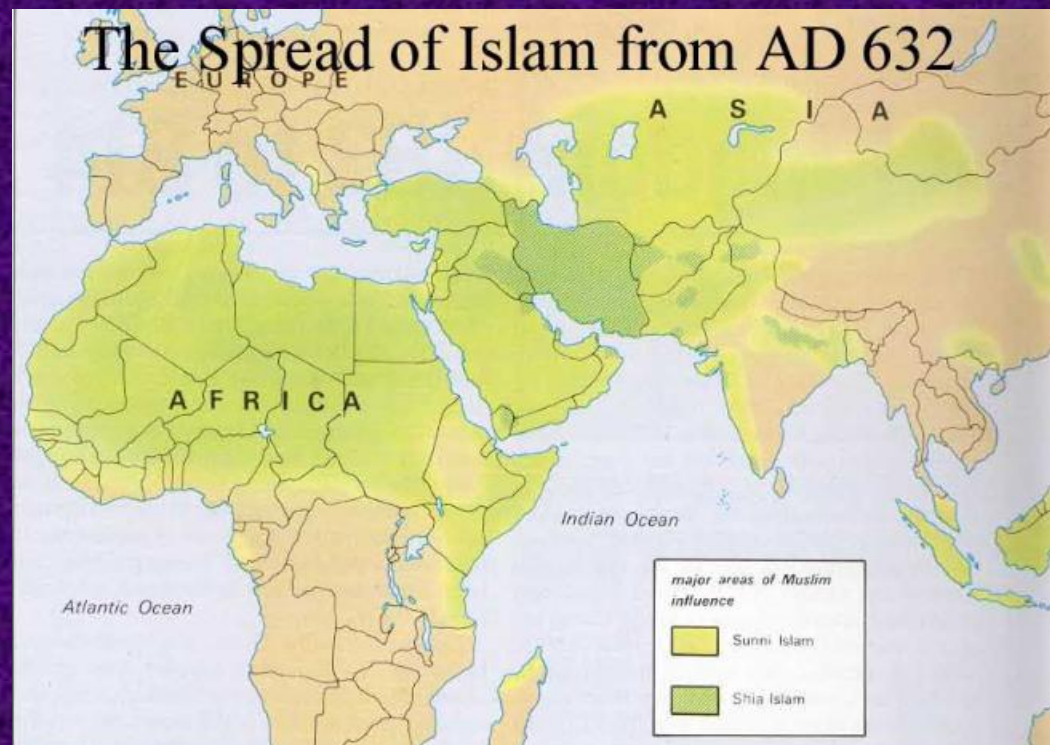 The Spread of Islam from AD 632
EUROPE
ASIA
AFRICA
Indian Ocean
Atlantic Ocean
major areas of Muslim
influence
Sunni Islam
Shia Islam